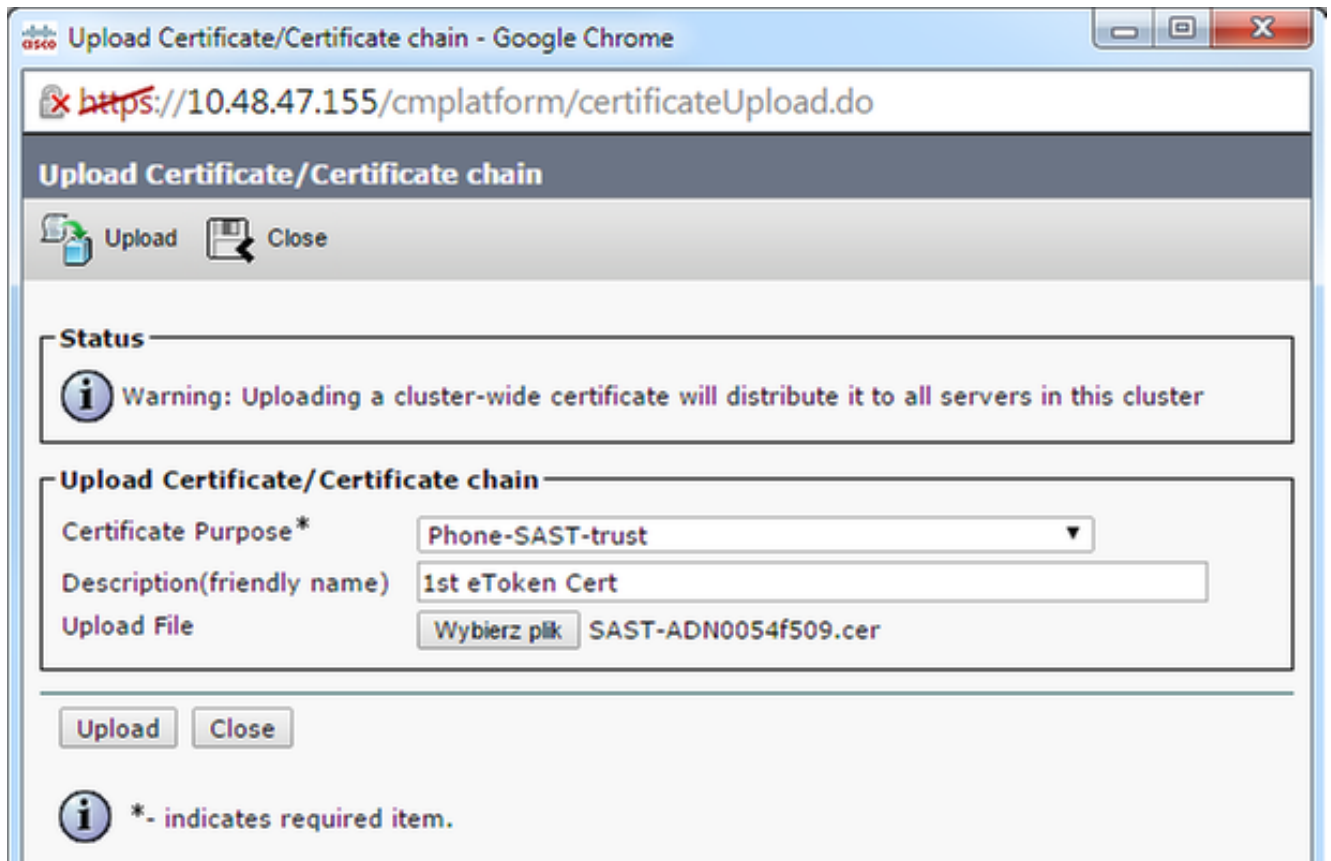 cisco Upload Certificate/Certificate chain - Google Chrome
https://10.48.47.155/cmplatform/certificateUpload.do
Upload Certificate/Certificate chain
Upload Close
Status
Warning: Uploading a cluster-wide certificate will distribute it to all servers in this cluster
Upload Certificate/Certificate chain
Certificate Purpose* Phone-SAST-trust
Description(friendly name) 1st eToken Cert
Upload File Wybierz plik SAST-ADN0054f509.cer
Upload Close
*- indicates required item.